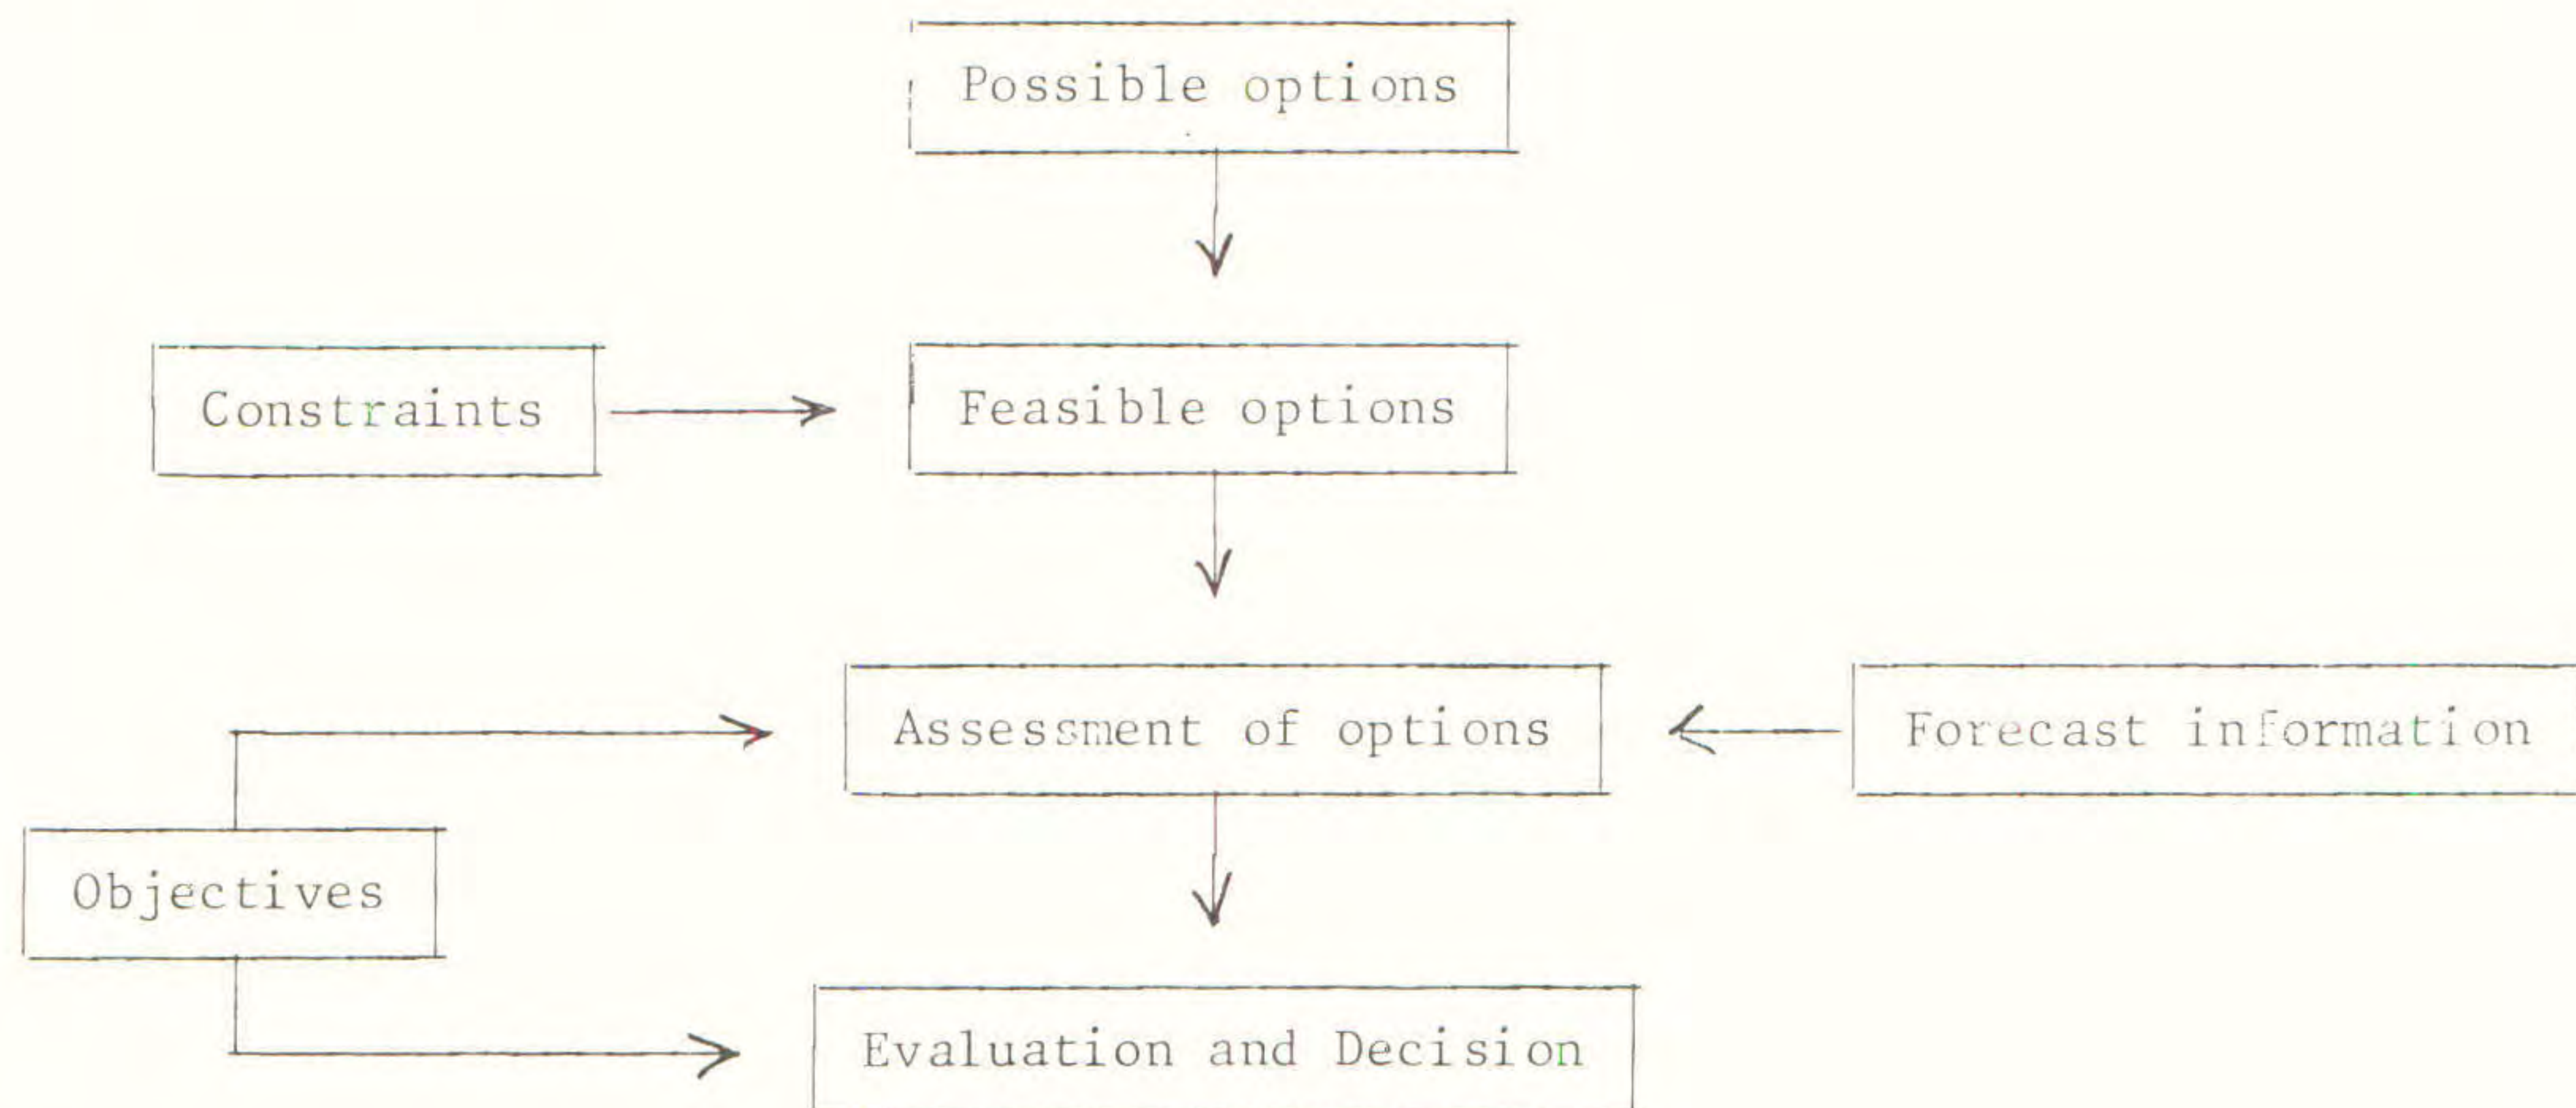 Possible options
Constraints
Feasible options
Assessment of options
Forecast information
Objectives
Evaluation and Decision